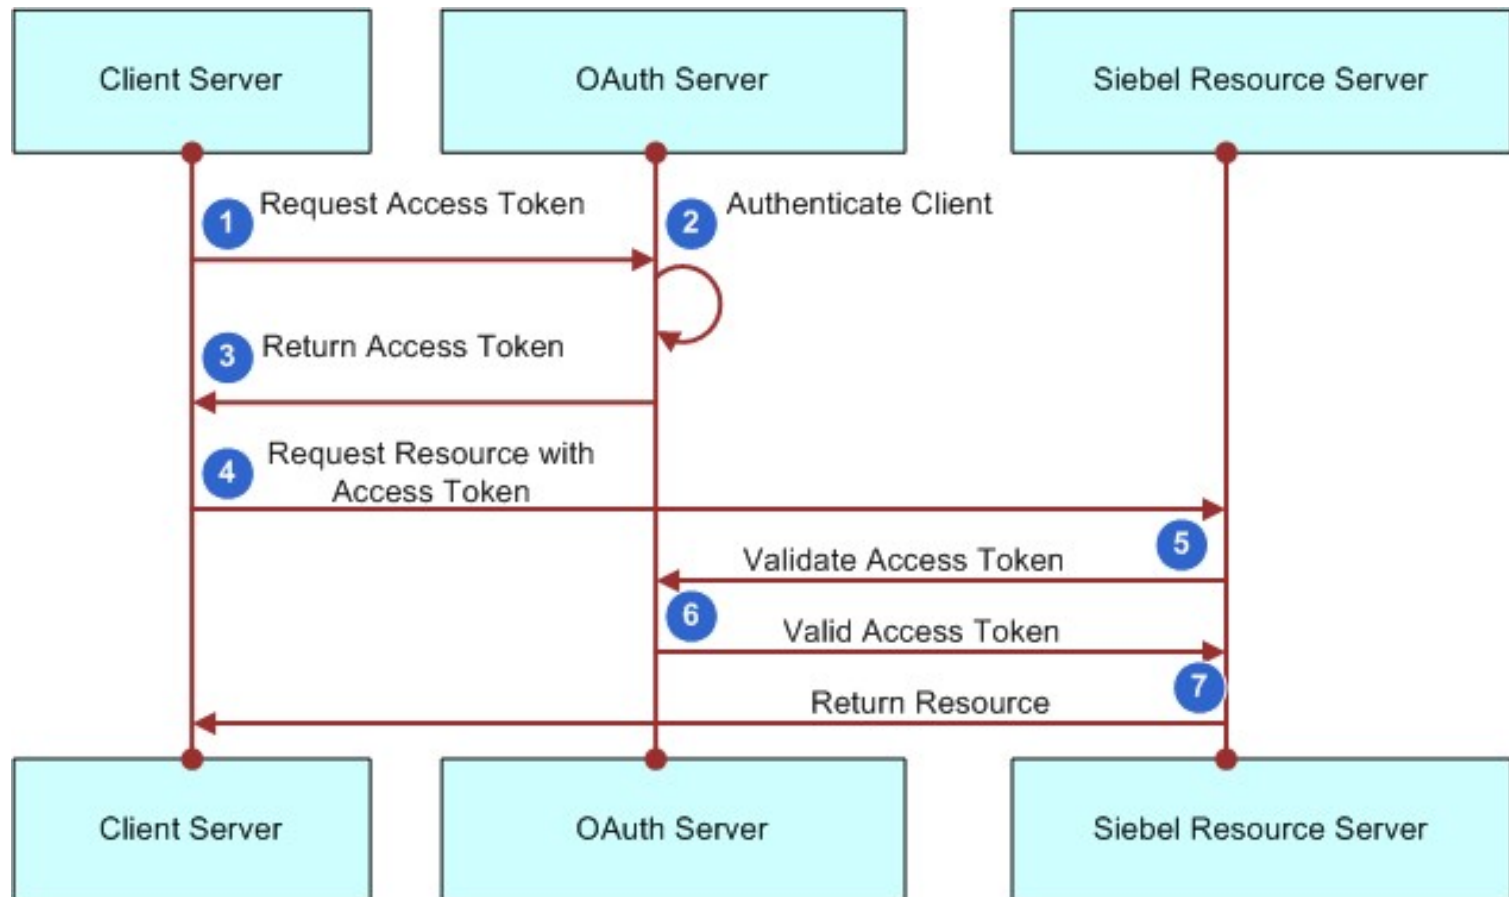 Client Server
OAuth Server
Siebel Resource Server
1
Request Access Token
2
Authenticate Client
3
Return Access Token
4
Request Resource with
Access Token
5
Validate Access Token
6
Valid Access Token
7
Return Resource
Client Server
OAuth Server
Siebel Resource Server